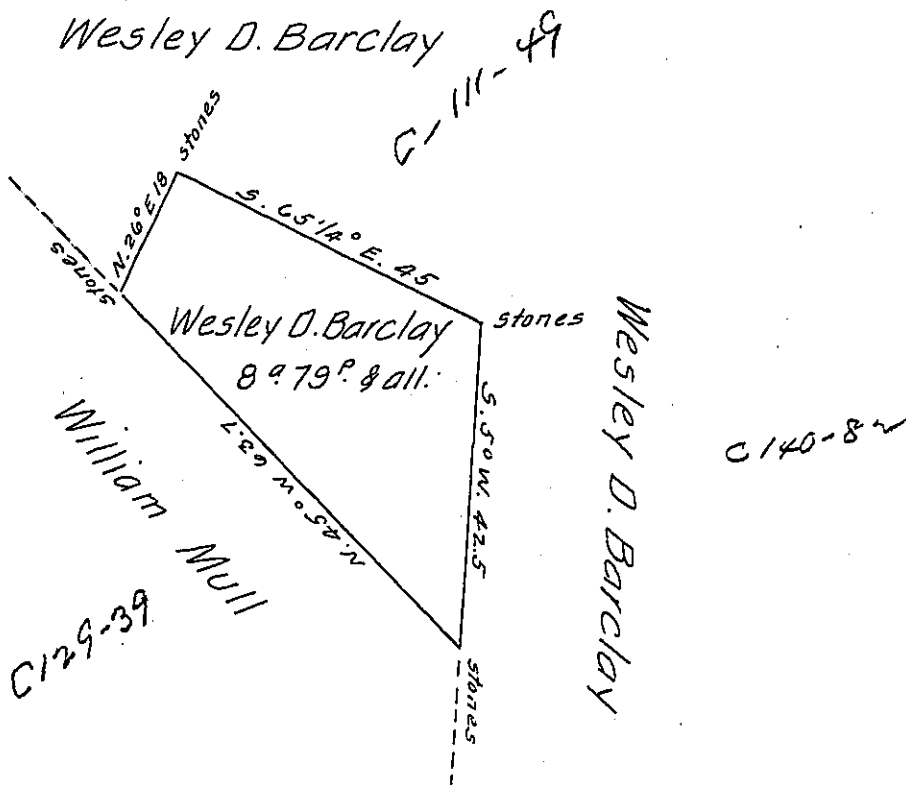 Wesley D. Barclay
C/111-49
stones
N. 26° E 18
S. 65 1/4° E. 45
stones
stones
Wesley D. Barclay
8 a. 79 P. & all.
S. 5° W. 42.5
N. 45° W 63.7
William Mull
Wesley D. Barclay
C 140-82
C129-39
stones